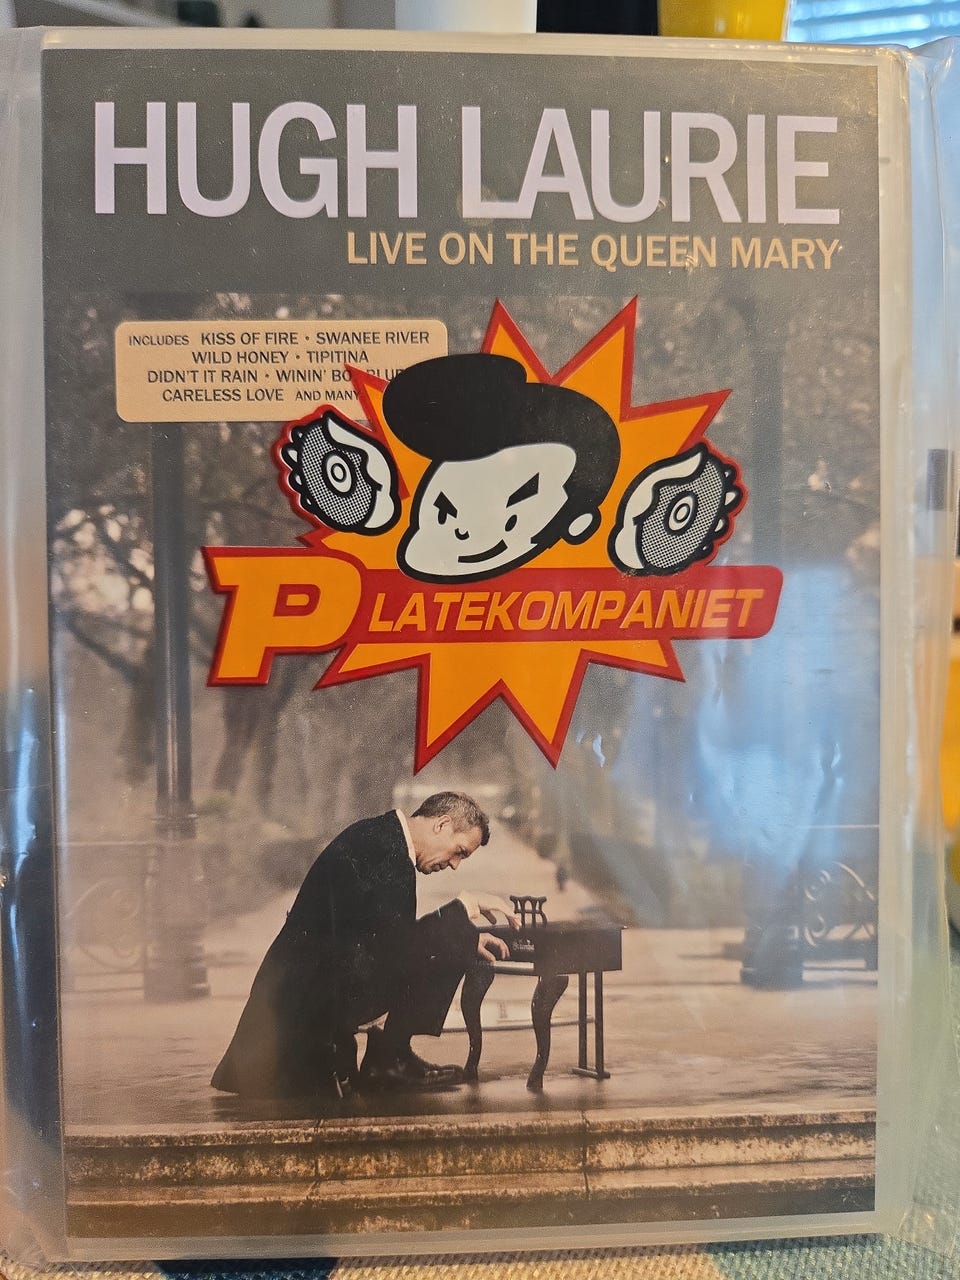 HUGH LAURIE
LIVE ON THE QUEEN MARY
INCLUDES KISS OF FIRE • SWANEE RIVER
WILD HONEY • TIPITINA
DIDN'T IT RAIN • WININ'
CARELESS LOVE AND MANY
PLATEKOMPANIET